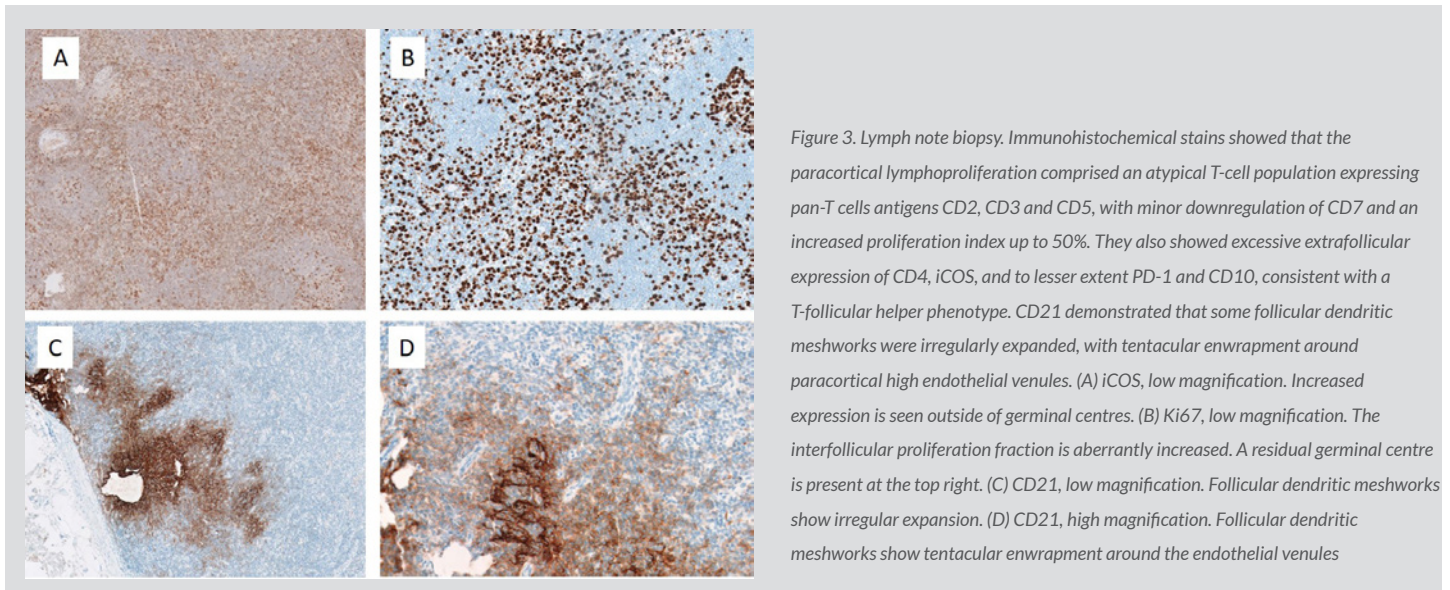 A
B
C
D
Figure 3. Lymph note biopsy. Immunohistochemical stains showed that the
paracortical lymphoproliferation comprised an atypical T-cell population expressing
pan-T cells antigens CD2, CD3 and CD5, with minor downregulation of CD7 and an
increased proliferation index up to 50%. They also showed excessive extrafollicular
expression of CD4, iCOS, and to lesser extent PD-1 and CD10, consistent with a
T-follicular helper phenotype. CD21 demonstrated that some follicular dendritic
meshworks were irregularly expanded, with tentacular enwrapment around
paracortical high endothelial venules. (A) iCOS, low magnification. Increased
expression is seen outside of germinal centres. (B) Ki67, low magnification. The
interfollicular proliferation fraction is aberrantly increased. A residual germinal centre
is present at the top right. (C) CD21, low magnification. Follicular dendritic meshworks
show irregular expansion. (D) CD21, high magnification. Follicular dendritic
meshworks show tentacular enwrapment around the endothelial venules